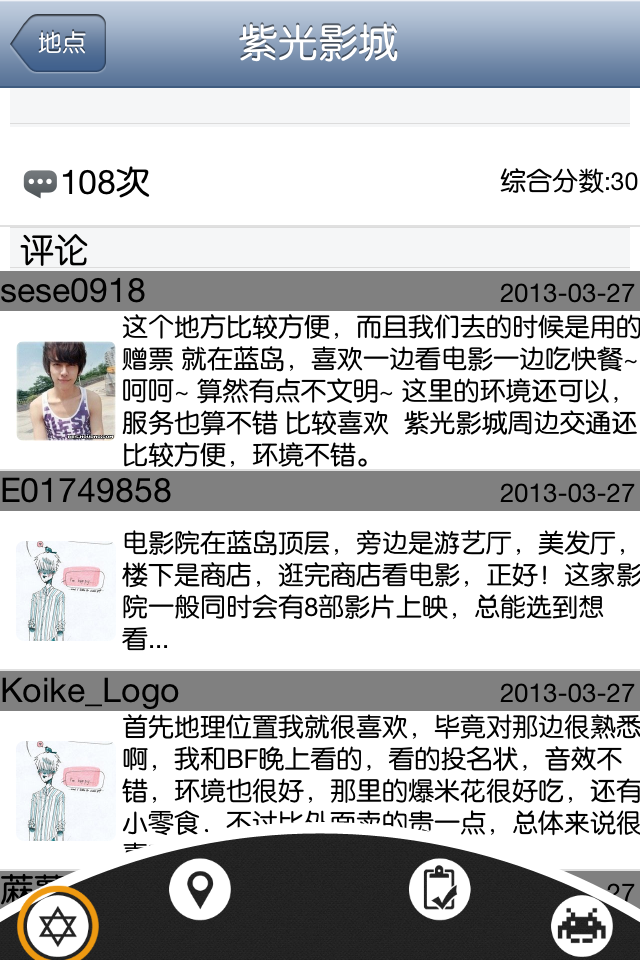 地点
紫光影城
108次
综合分数:30
评论
sese0918
2013-03-27
这个地方比较方便，而且我们去的时候是用的
赠票 就在蓝岛，喜欢一边看电影一边吃快餐~
呵呵~ 算然有点不文明~ 这里的环境还可以，
服务也算不错 比较喜欢 紫光影城周边交通还
比较方便，环境不错。
E01749858
2013-03-27
电影院在蓝岛顶层，旁边是游艺厅，美发厅，
楼下是商店，逛完商店看电影，正好！这家影
院一般同时会有8部影片上映，总能选到想
看...
Koike_Logo
2013-03-27
首先地理位置我就很喜欢，毕竟对那边很熟悉
啊，我和BF晚上看的，看的投名状，音效不
错，环境也很好，那里的爆米花很好吃，还有
小零食，不过比外面卖的贵一点，总体来说很
27